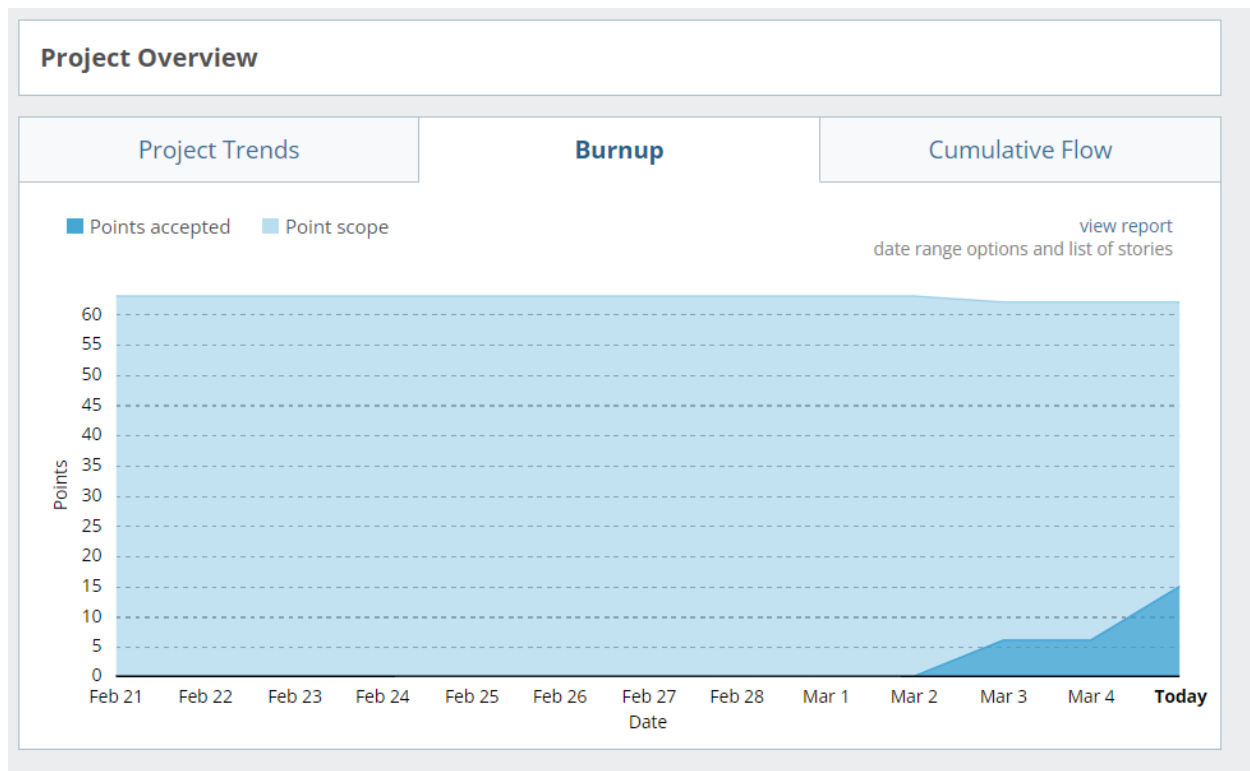 Project Overview
Project Trends
Burnup
Cumulative Flow
Points accepted
Point scope
view report
date range options and list of stories
60
55
50
45
40
35
30
25
20
15
10
5
0
Points
Feb 21 Feb 22 Feb 23 Feb 24 Feb 25 Feb 26 Feb 27 Feb 28 Mar 1 Mar 2 Mar 3 Mar 4 Today
Date